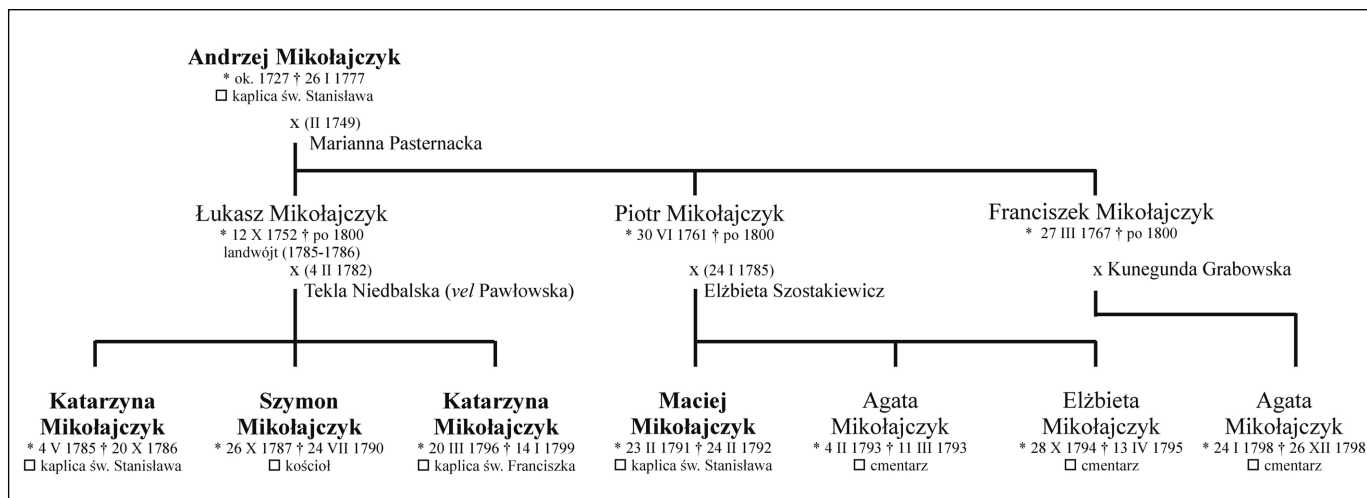 Andrzej Mikołajczyk
* ok. 1727 † 26 I 1777
□ kaplica św. Stanisława
x (II 1749)
Marianna Pasternacka
Łukasz Mikołajczyk
* 12 X 1752 † po 1800
landwójt (1785-1786)
x (4 II 1782)
Tekla Niedbalska (vel Pawłowska)
Piotr Mikołajczyk
* 30 VI 1761 † po 1800
x (24 I 1785)
Elżbieta Szostakiewicz
Franciszek Mikołajczyk
* 27 III 1767 † po 1800
x Kunegunda Grabowska
Katarzyna
Mikołajczyk
* 4 V 1785 † 20 X 1786
□ kaplica św. Stanisława
Szymon
Mikołajczyk
* 26 X 1787 † 24 VII 1790
□ kościoł
Katarzyna
Mikołajczyk
* 20 III 1796 † 14 I 1799
□ kaplica św. Franciszka
Maciej
Mikołajczyk
* 23 II 1791 † 24 II 1792
□ kaplica św. Stanisława
Agata
Mikołajczyk
* 4 II 1793 † 11 III 1793
□ cmentarz
Elżbieta
Mikołajczyk
* 28 X 1794 † 13 IV 1795
□ cmentarz
Agata
Mikołajczyk
* 24 I 1798 † 26 XII 1798
□ cmentarz